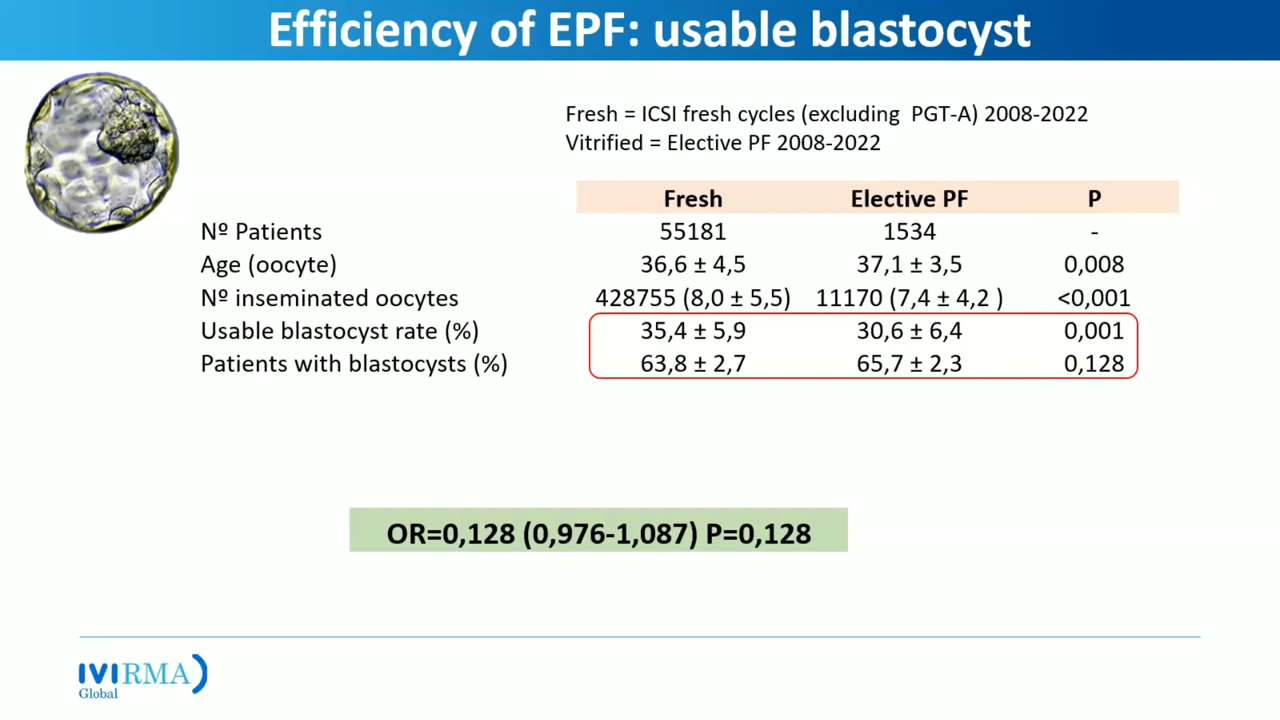 Efficiency of EPF: usable blastocyst
Fresh = ICSI fresh cycles (excluding PGT-A) 2008-2022
Vitrified = Elective PF 2008-2022
Fresh Elective PF P
Nº Patients 55181 1534 -
Age (oocyte) 36,6 ± 4,5 37,1 ± 3,5 0,008
Nº inseminated oocytes 428755 (8,0 ± 5,5) 11170 (7,4 ± 4,2 ) <0,001
Usable blastocyst rate (%) 35,4 ± 5,9 30,6 ± 6,4 0,001
Patients with blastocysts (%) 63,8 ± 2,7 65,7 ± 2,3 0,128
OR=0,128 (0,976-1,087) P=0,128
IVIRMA
Global